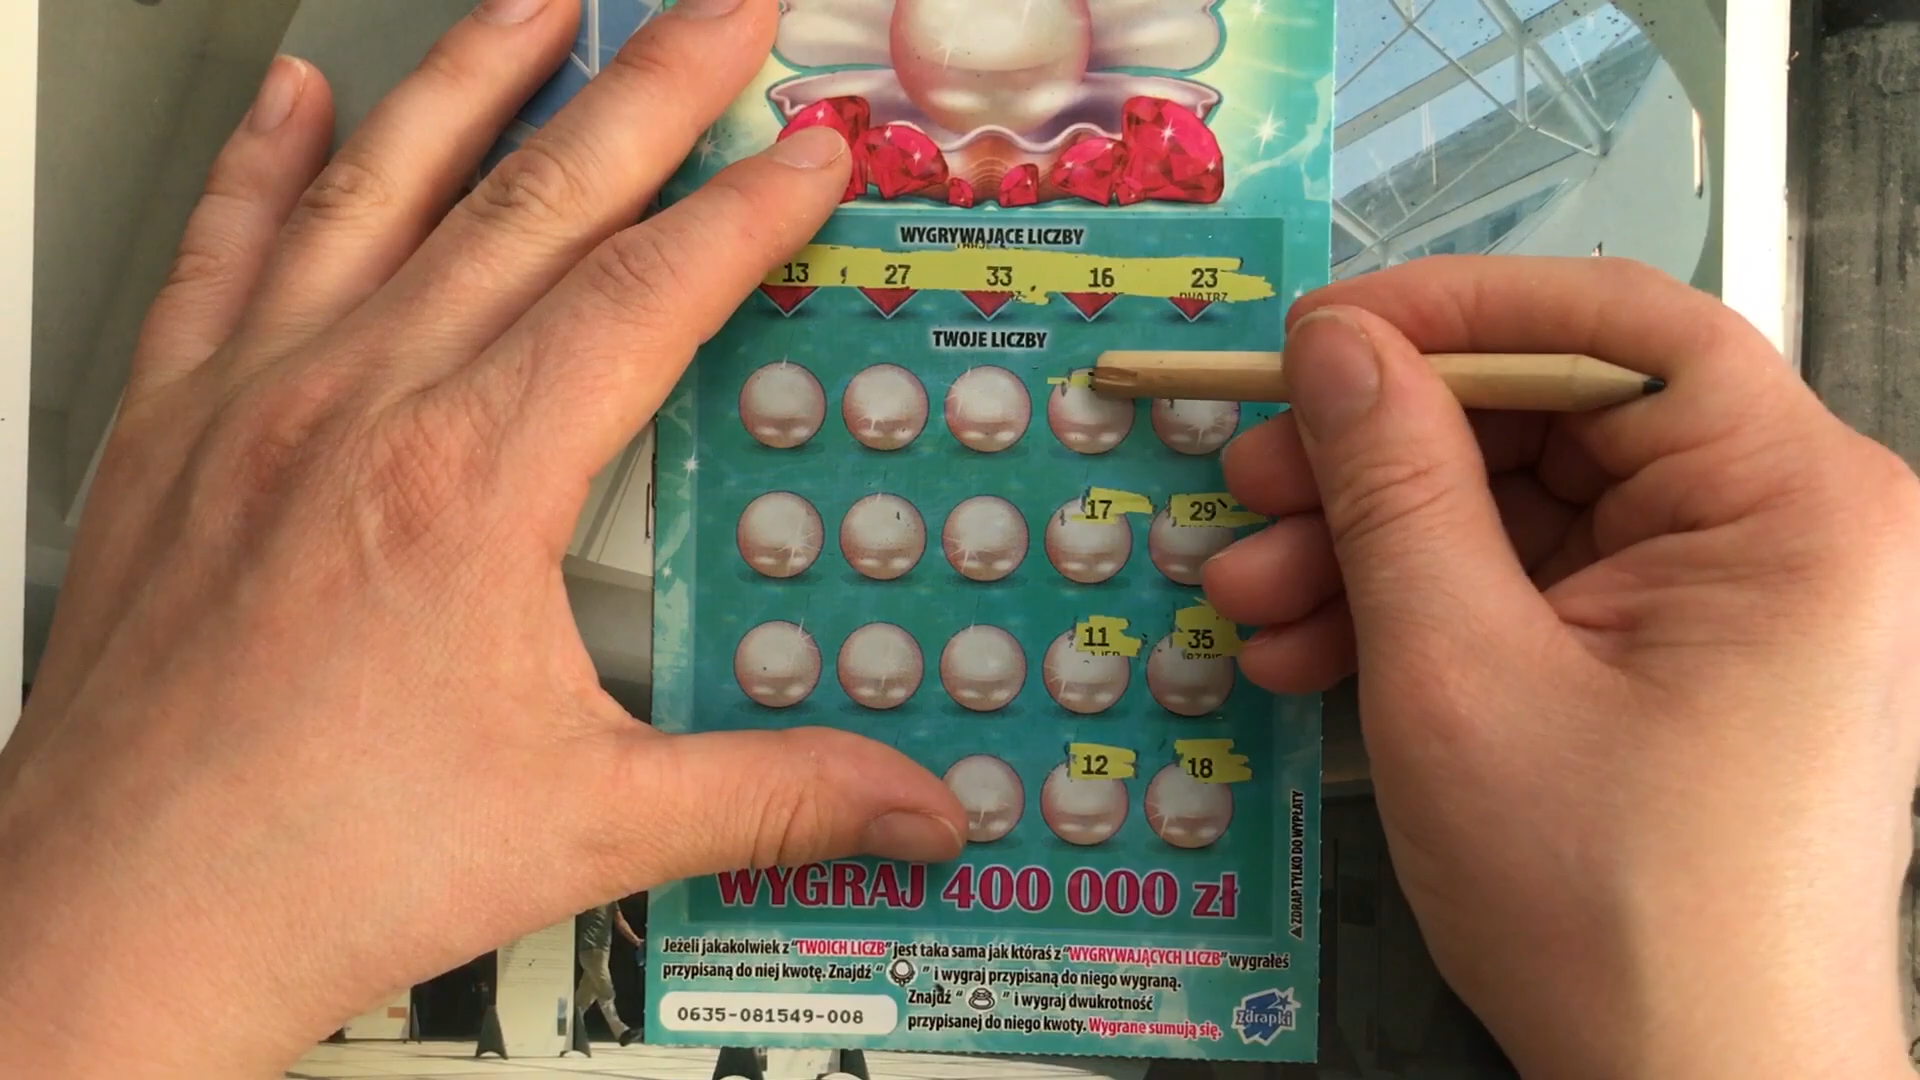 WYGRYWAJĄCE LICZBY
13 27 33 16 23
TWOJE LICZBY
17 29
11 35
12 18
WYGRAJ 400 000 zł
ZDRAP TYLKO DO WYPŁATY
Jeżeli jakakolwiek z "TWOICH LICZB" jest taka sama jak któraś z "WYGRYWAJĄCYCH LICZB" wygrałeś
przypisaną do niej kwotę. Znajdź " " i wygraj przypisaną do niego wygraną.
Znajdź " " i wygraj dwukrotność
przypisanej do niego kwoty. Wygrane sumują się.
0635-081549-008
Zdrapki